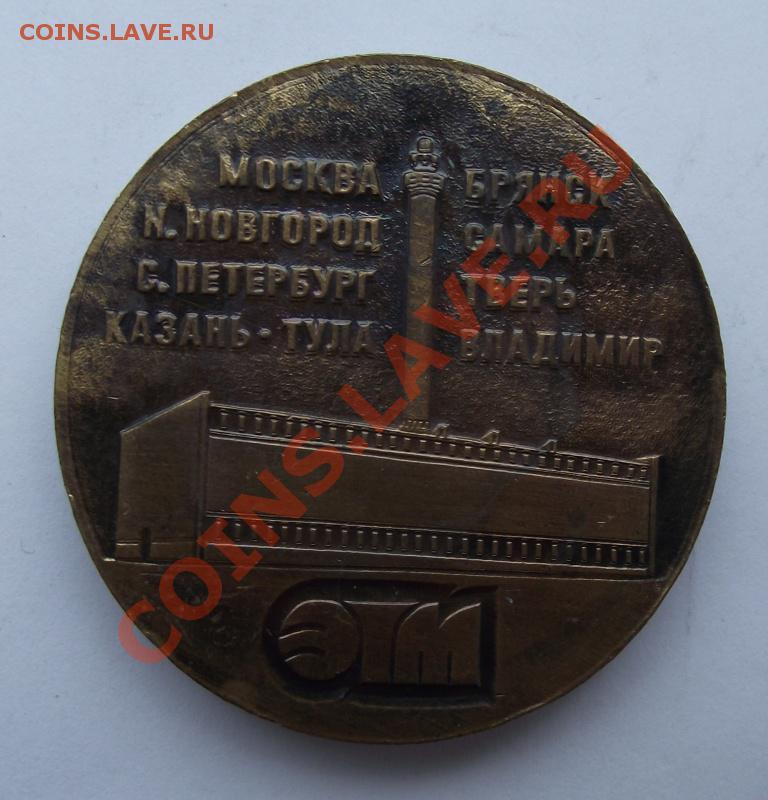 COINS.LAVE.RU
МОСКВА БРЯНСК
Н. НОВГОРОД САМАРА
С. ПЕТЕРБУРГ ТВЕРЬ
КАЗАНЬ · ТУЛА ВЛАДИМИР
COINS.LAVE.RU
ЭТМ